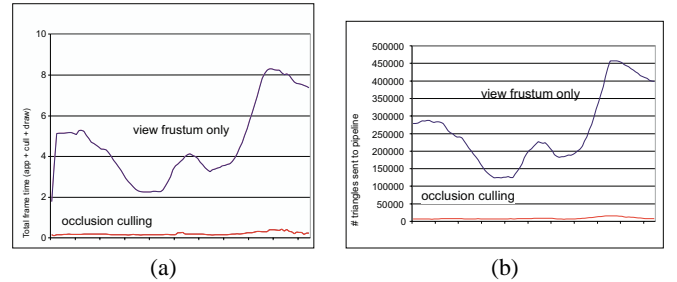 Total frame time (app + cull + draw)
10
8
6
4
2
0
view frustum only
occlusion culling
(a)
# triangles sent to pipeline
500000
450000
400000
350000
300000
250000
200000
150000
100000
50000
0
view frustum only
occlusion culling
(b)